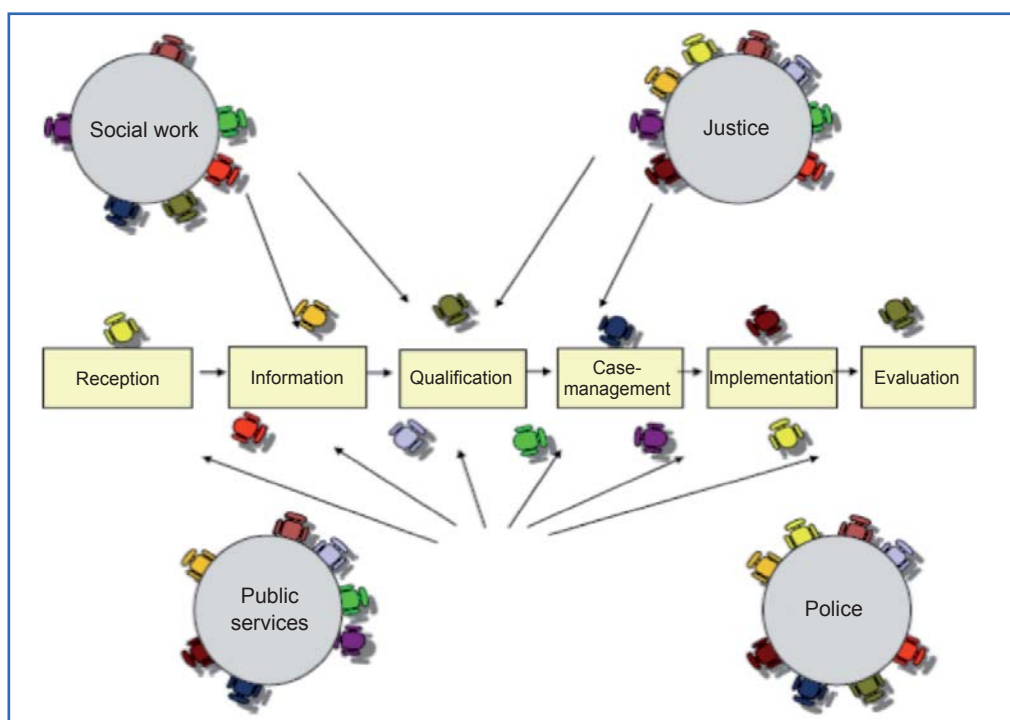 Social work
Justice
Reception
Information
Qualification
Case-
management
Implementation
Evaluation
Public
services
Police